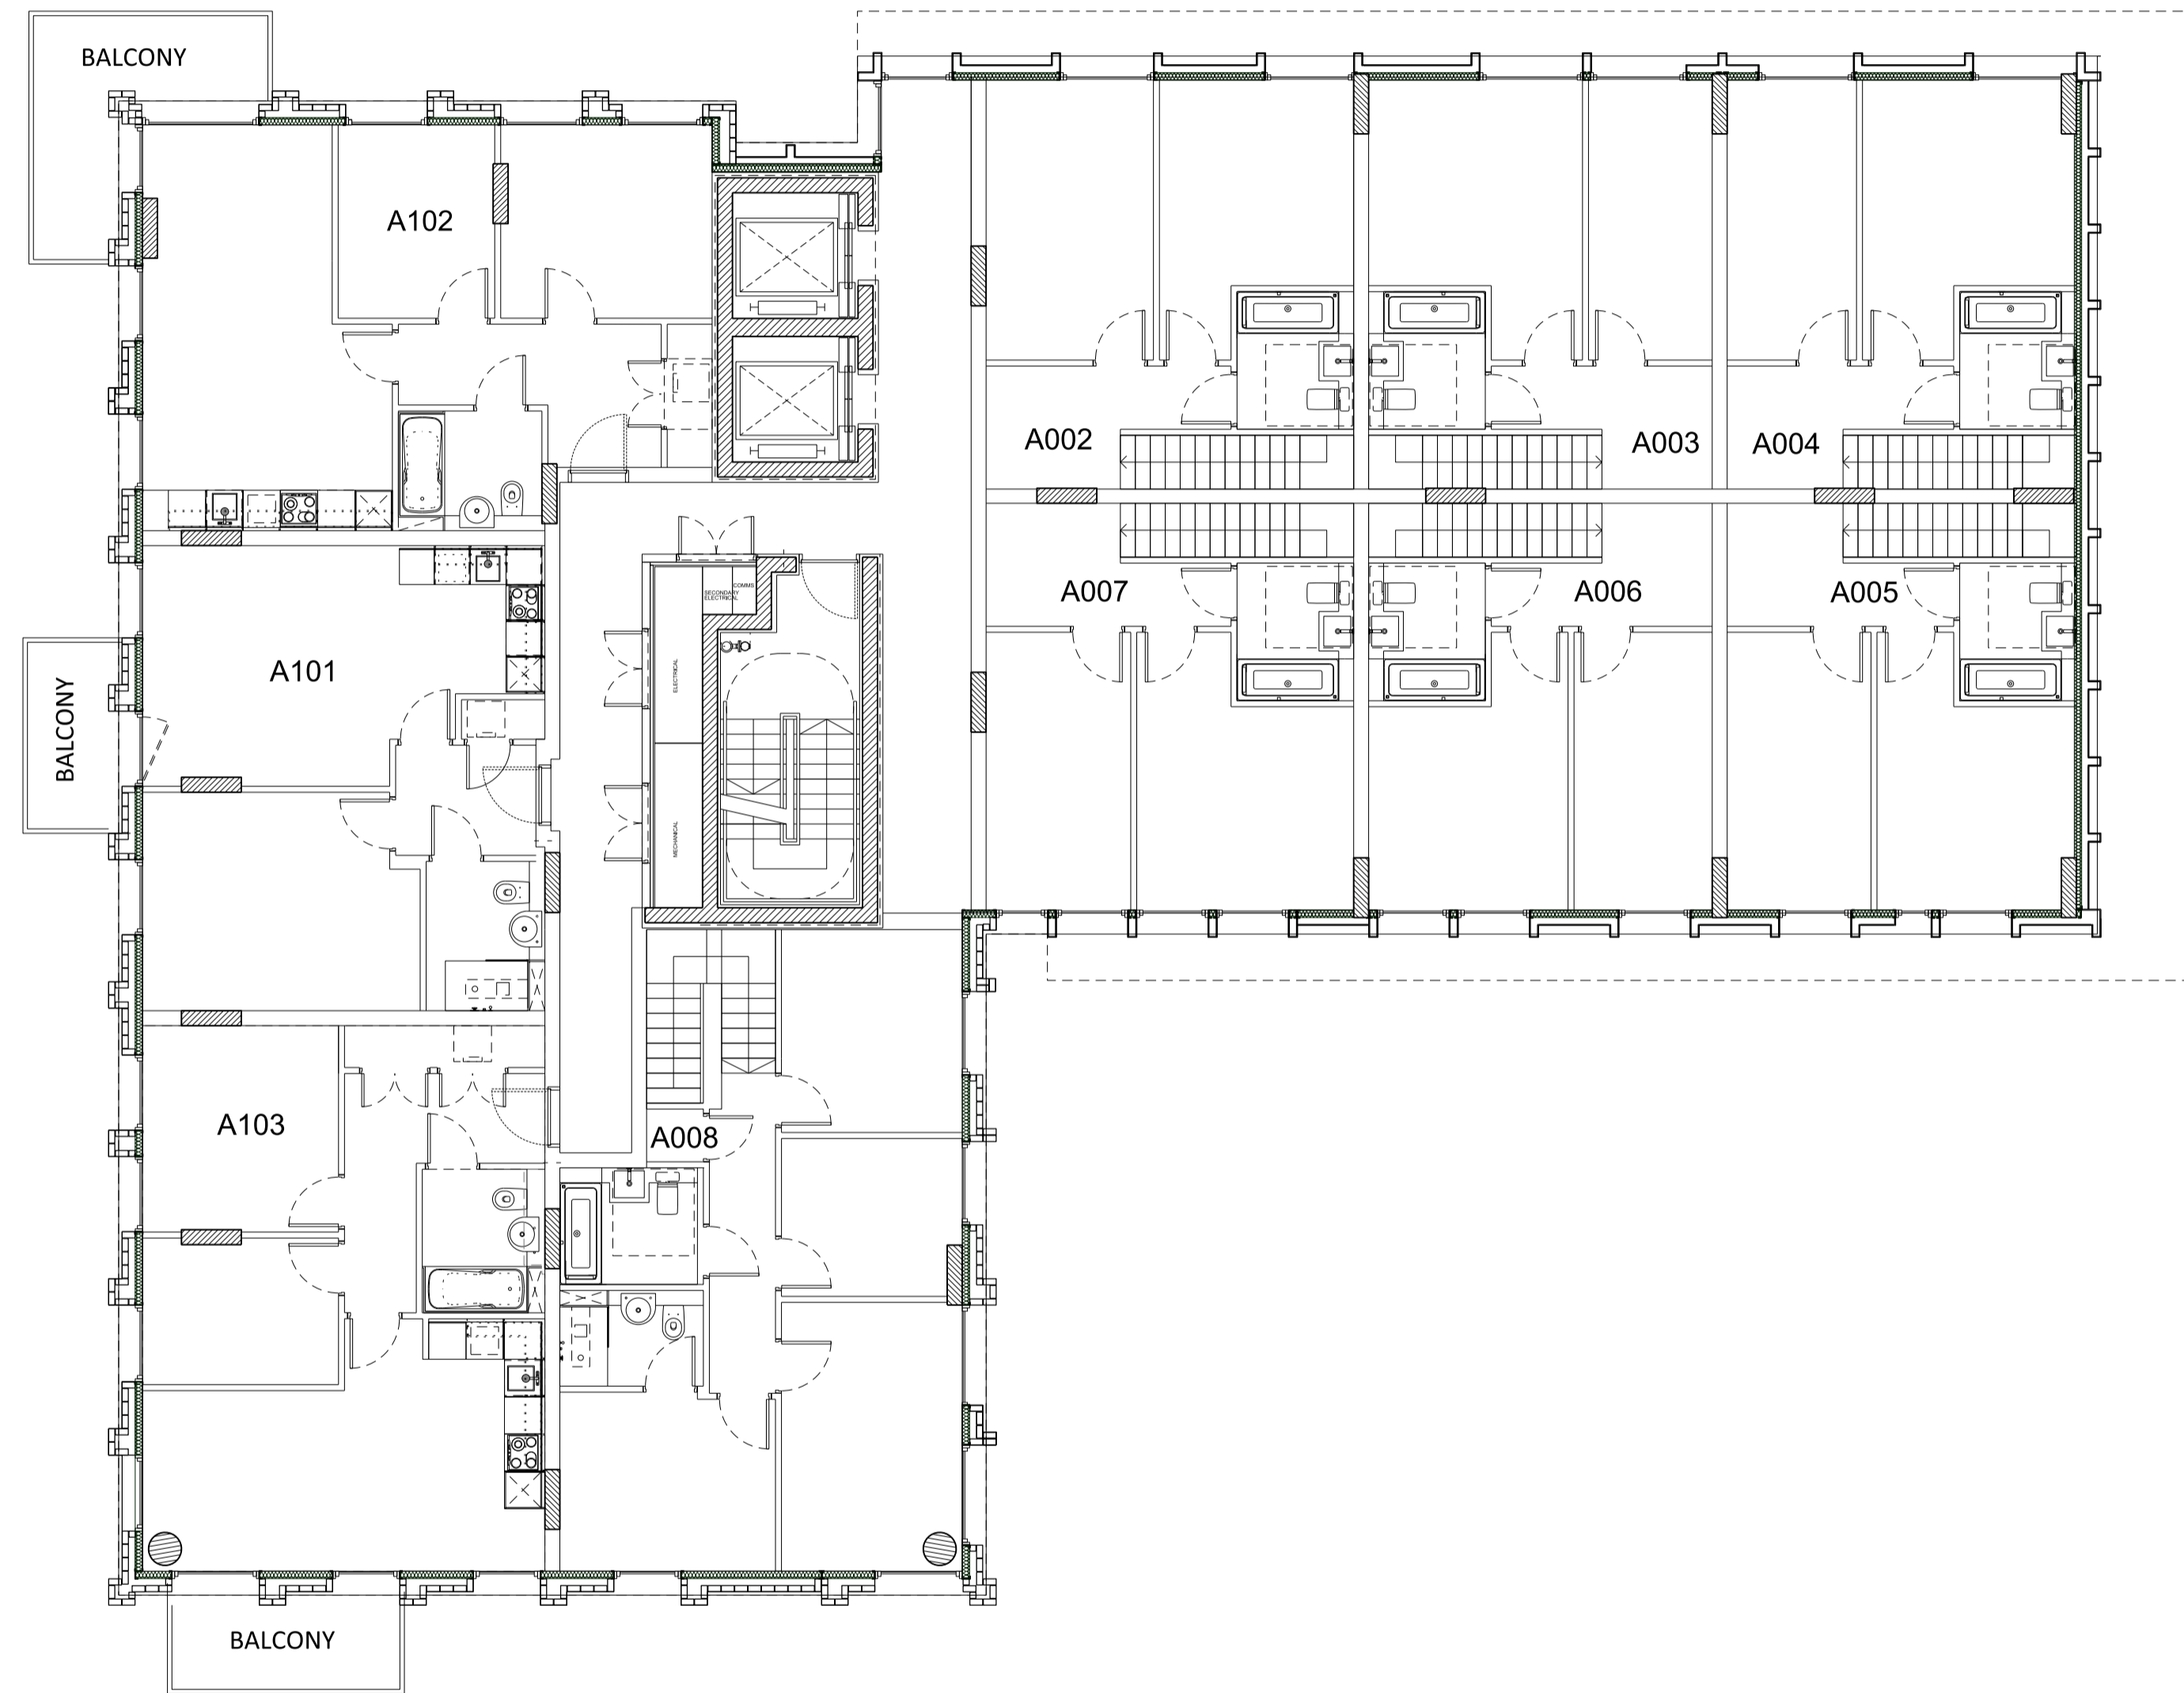 BALCONY
A102
A002
A003
A004
COMMS
SECONDARY
ELECTRICAL
A007
A006
A005
A101
ELECTRICAL
BALCONY
MECHANICAL
A103
A008
BALCONY